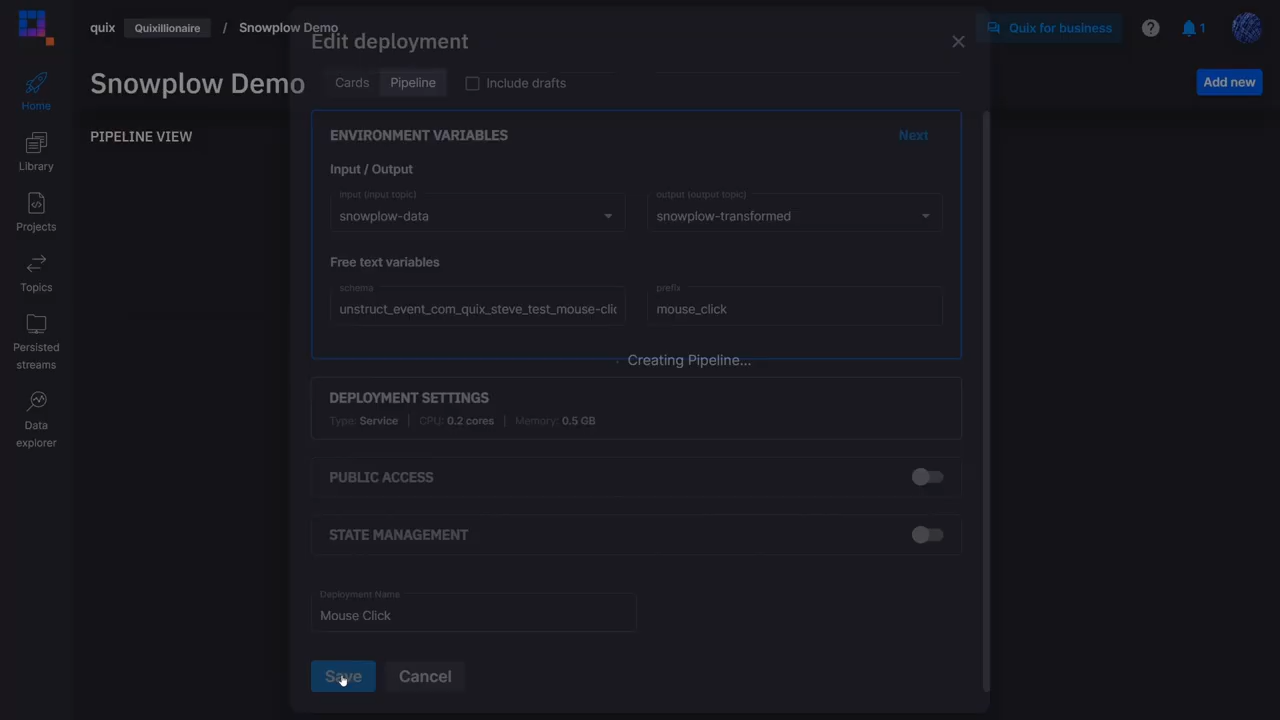 quix Quixillionaire / Snowplow Demo
Edit deployment
Quix for business
1
Snowplow Demo
Cards Pipeline Include drafts
Add new
Home
PIPELINE VIEW
ENVIRONMENT VARIABLES Next
Input / Output
Library
input (input topic) output (output topic)
snowplow-data snowplow-transformed
Projects
Free text variables
Topics
schema prefix
unstruct_event_com_quix_steve_test_mouse-clic mouse_click
Persisted
streams
Creating Pipeline...
DEPLOYMENT SETTINGS
Type: Service | CPU: 0.2 cores | Memory: 0.5 GB
Data
explorer
PUBLIC ACCESS
STATE MANAGEMENT
Deployment Name
Mouse Click
Save Cancel